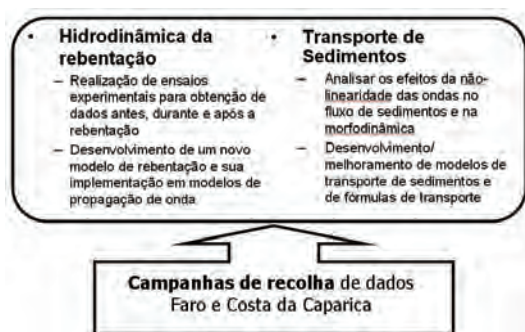 • Hidrodinâmica da
rebentação
– Realização de ensaios
experimentais para obtenção de
dados antes, durante e após a
rebentação
– Desenvolvimento de um novo
modelo de rebentação e sua
implementação em modelos de
propagação de onda
• Transporte de
Sedimentos
– Analisar os efeitos da não-
linearidade das ondas no
fluxo de sedimentos e na
morfodinâmica
– Desenvolvimento/
melhoramento de modelos de
transporte de sedimentos e
de fórmulas de transporte
Campanhas de recolha de dados
Faro e Costa da Caparica